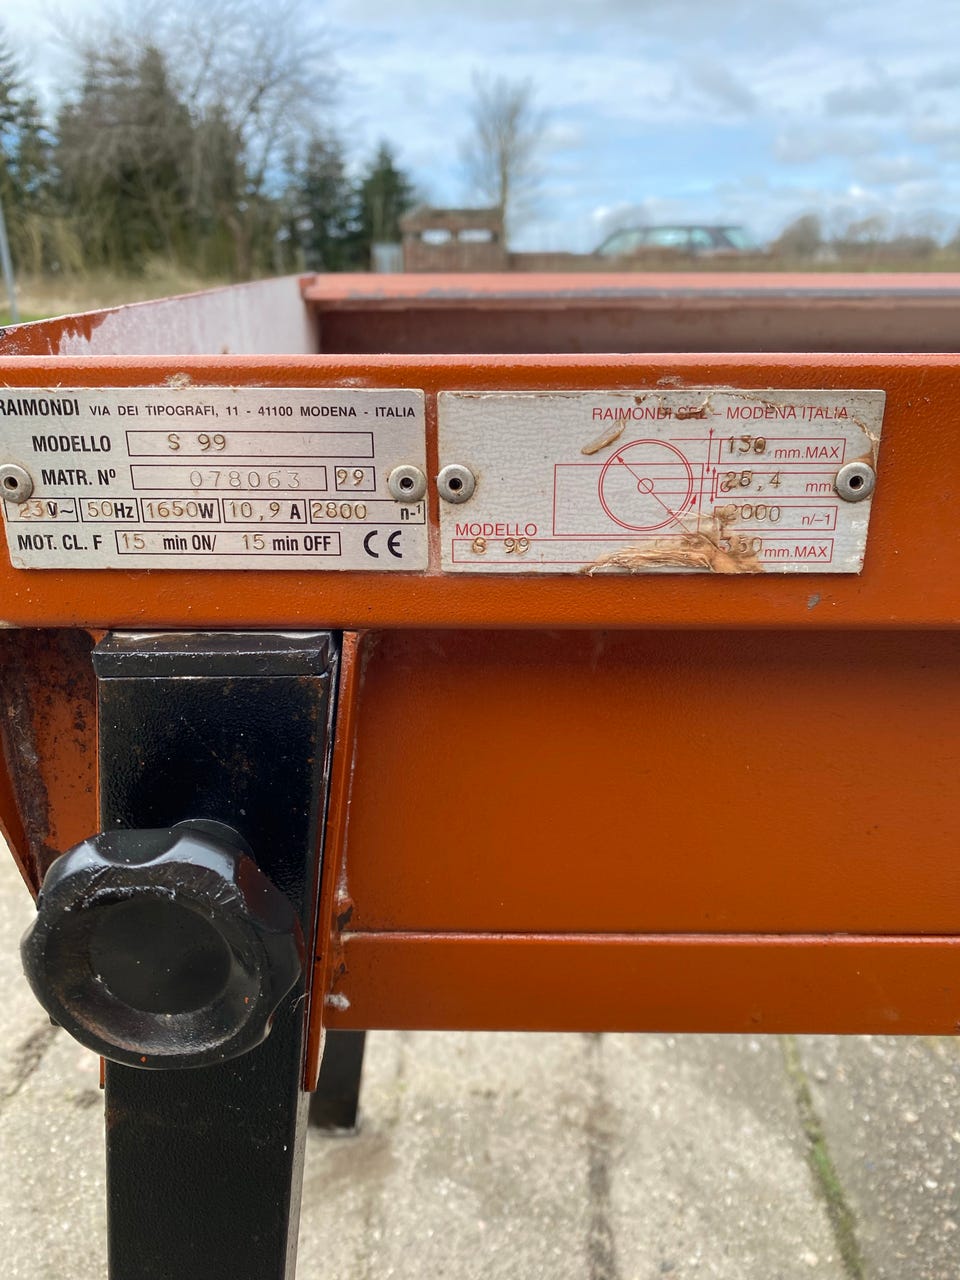 RAIMONDI VIA DEI TIPOGRAFI, 11 - 41100 MODENA - ITALIA
MODELLO S 99
MATR. Nº 078063 99
230 V~ 50Hz 1650W 10,9 A 2800 n-¹
MOT. CL. F 15 min ON/ 15 min OFF CE
RAIMONDI SRL – MODENA ITALIA
130 mm.MAX
25,4 mm
n/-1
MODELLO
S 99
350 mm.MAX